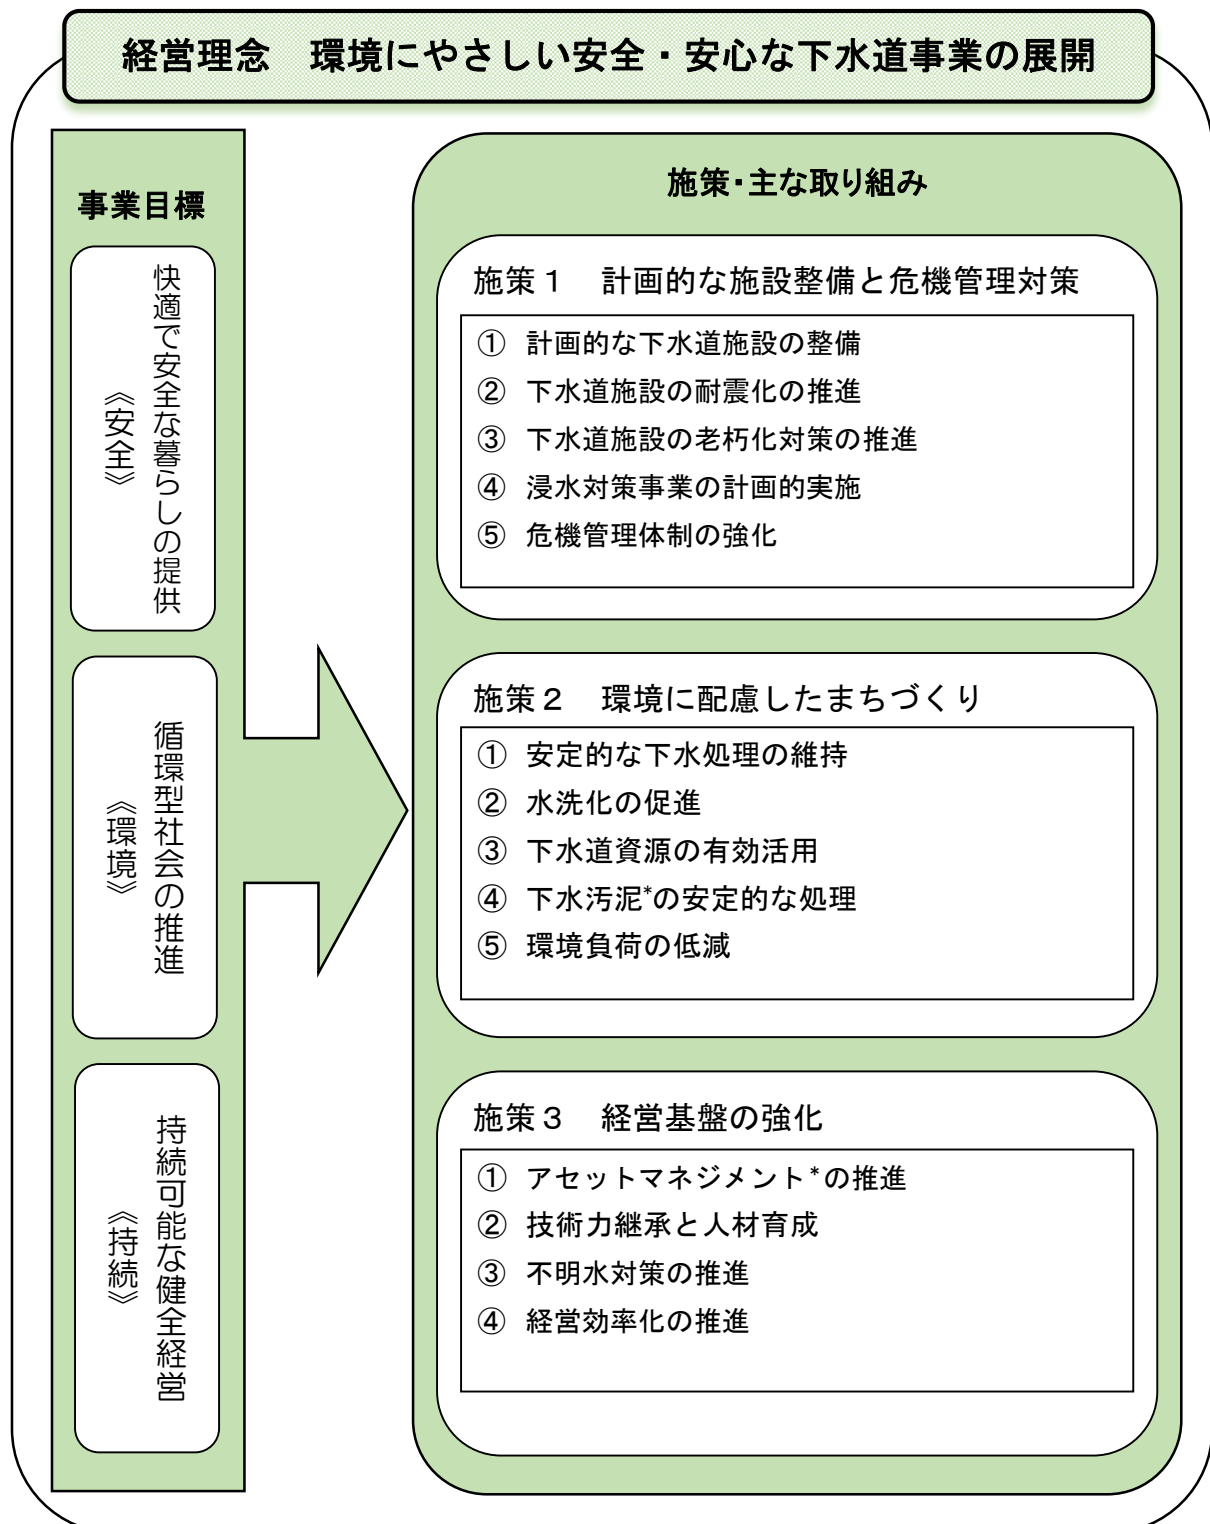 経営理念　環境にやさしい安全・安心な下水道事業の展開
事業目標
快適で安全な暮らしの提供
《安全》
循環型社会の推進
《環境》
持続可能な健全経営
《持続》
施策・主な取り組み
施策１　計画的な施設整備と危機管理対策
① 計画的な下水道施設の整備
② 下水道施設の耐震化の推進
③ 下水道施設の老朽化対策の推進
④ 浸水対策事業の計画的実施
⑤ 危機管理体制の強化
施策２　環境に配慮したまちづくり
① 安定的な下水処理の維持
② 水洗化の促進
③ 下水道資源の有効活用
④ 下水汚泥*の安定的な処理
⑤ 環境負荷の低減
施策３　経営基盤の強化
① アセットマネジメント*の推進
② 技術力継承と人材育成
③ 不明水対策の推進
④ 経営効率化の推進